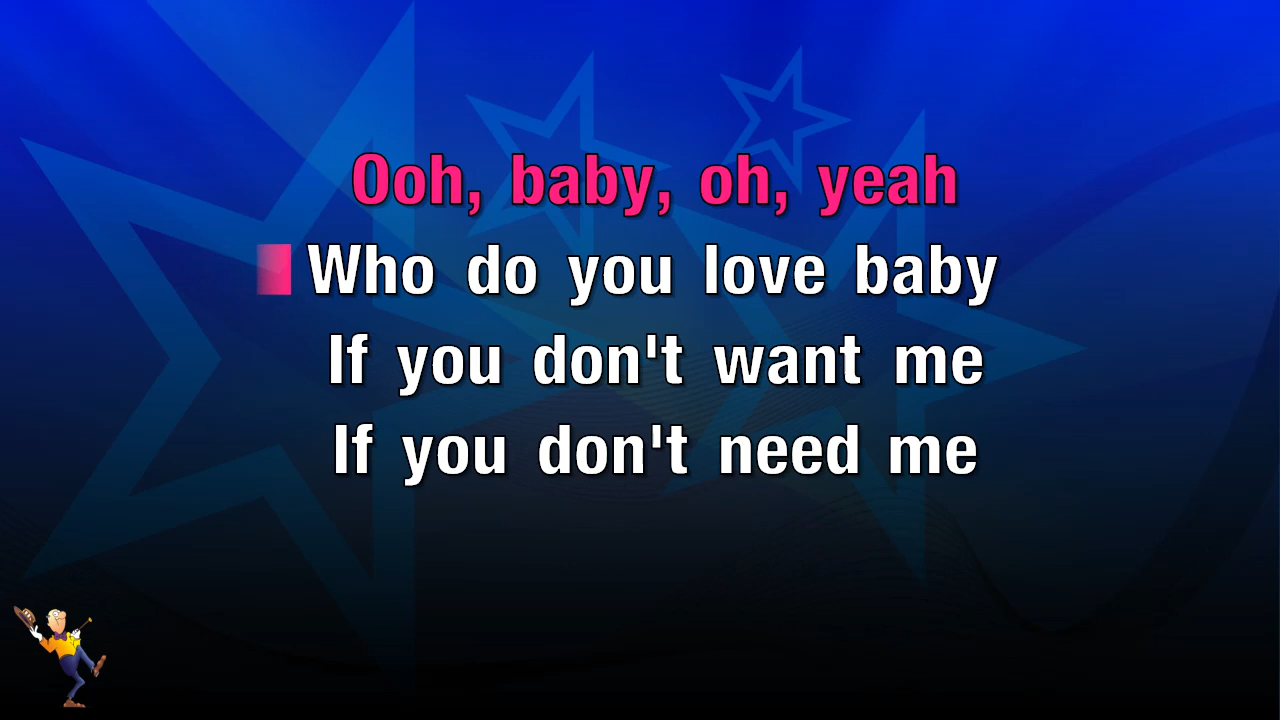 Ooh, baby, oh, yeah
Who do you love baby
If you don't want me
If you don't need me